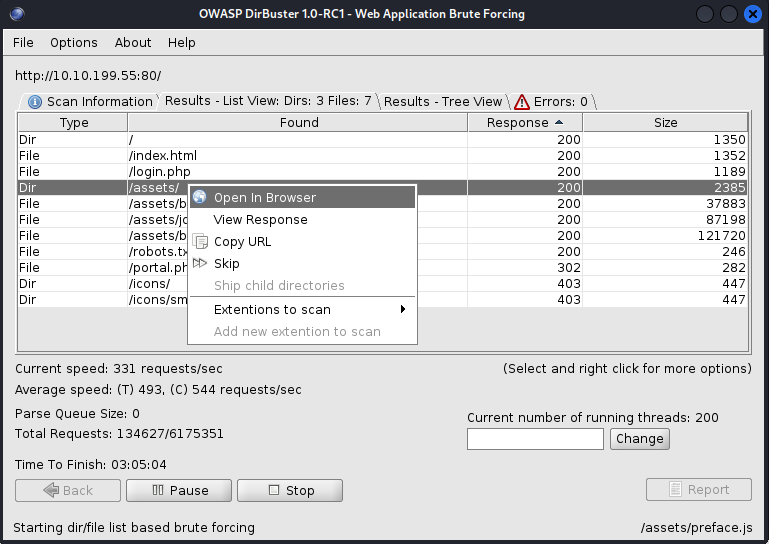 OWASP DirBuster 1.0-RC1 - Web Application Brute Forcing
File Options About Help
http://10.10.199.55:80/
Scan Information Results - List View: Dirs: 3 Files: 7 Results - Tree View Errors: 0
Type Found Response Size
Dir / 200 1350
File /index.html 200 1352
File /login.php 200 1189
Dir /assets/ 200 2385
File /assets/b 200 37883
File /assets/jq 200 87198
File /assets/b 200 121720
File /robots.tx 200 246
File /portal.ph 302 282
Dir /icons/ 403 447
Dir /icons/sm 403 447
Open In Browser
View Response
Copy URL
Skip
Ship child directories
Extentions to scan
Add new extention to scan
Current speed: 331 requests/sec (Select and right click for more options)
Average speed: (T) 493, (C) 544 requests/sec
Parse Queue Size: 0
Current number of running threads: 200
Total Requests: 134627/6175351
Change
Time To Finish: 03:05:04
Back Pause Stop Report
Starting dir/file list based brute forcing /assets/preface.js